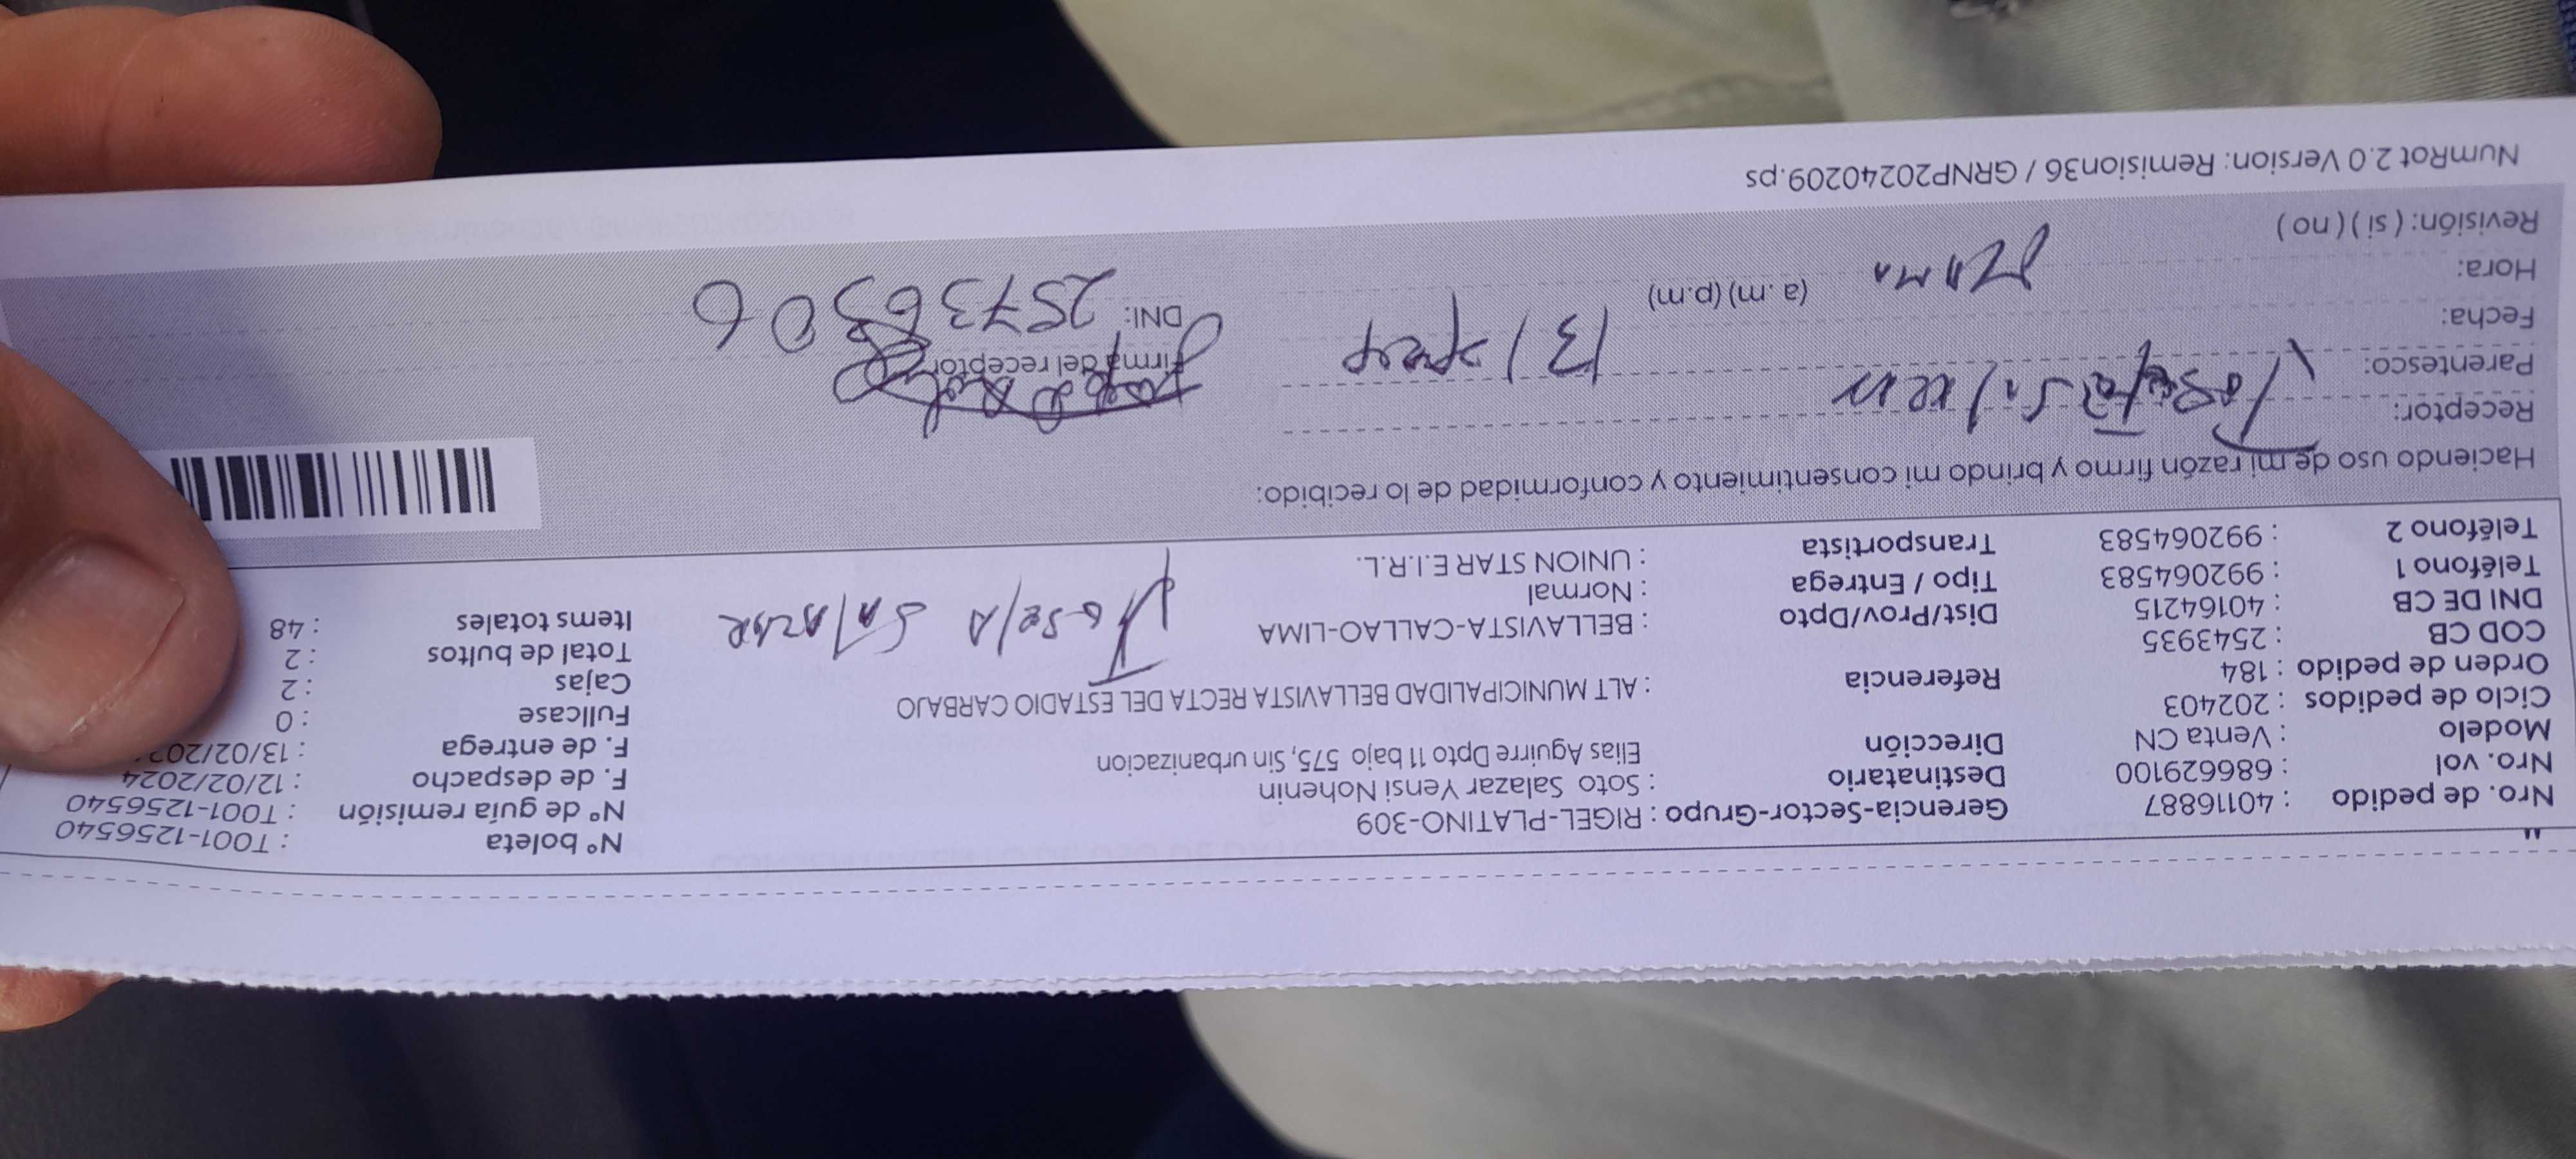 Nro. de pedido : 40116887
Nro. vol : 686629100
Modelo : Venta CN
Ciclo de pedidos : 202403
Orden de pedido : 184
COD CB : 2543935
DNI DE CB : 40164215
Teléfono 1 : 992064583
Teléfono 2 : 992064583
Gerencia-Sector-Grupo : RIGEL-PLATINO-309
Destinatario : Soto Salazar Yensi Nohenin
Dirección Elias Aguirre Dpto 11 bajo 575, Sin urbanizacion
Referencia : ALT MUNICIPALIDAD BELLAVISTA RECTA DEL ESTADIO CARBAJO
Dist/Prov/Dpto : BELLAVISTA-CALLAO-LIMA
Tipo / Entrega : Normal
Transportista : UNION STAR E.I.R.L.
N° boleta : T001-1256540
N° de guía remisión : T001-1256540
F. de despacho : 12/02/2024
F. de entrega : 13/02/202
Fullcase : 0
Cajas : 2
Total de bultos : 2
Items totales : 48
Haciendo uso de mi razón firmo y brindo mi consentimiento y conformidad de lo recibido:
Receptor:
Parentesco:
Fecha:
Hora: (a.m) (p.m)
Revisión: ( si ) ( no )
Firma del receptor
DNI:
NumRot 2.0 Version: Remision36 / GRNP20240209.ps